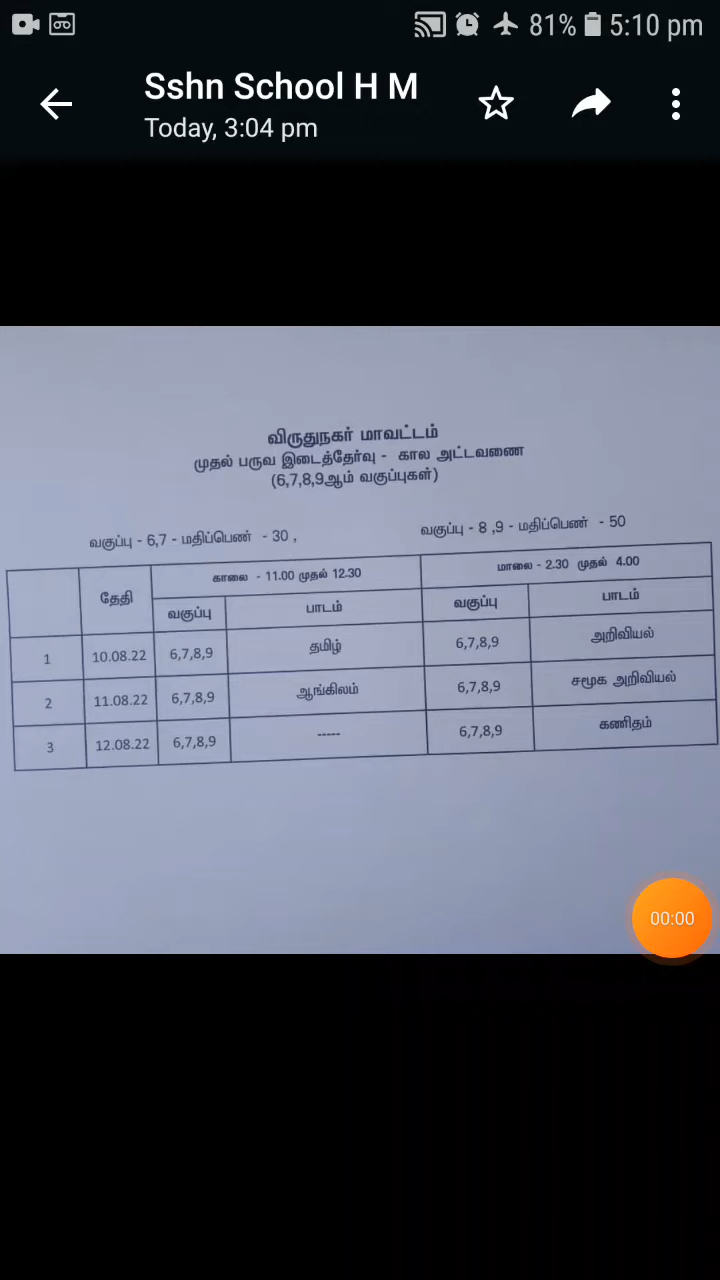 81% 5:10 pm
Sshn School H M
Today, 3:04 pm
விருதுநகர் மாவட்டம்
முதல் பருவ இடைத்தேர்வு - கால அட்டவணை
(6,7,8,9ஆம் வகுப்புகள்)
வகுப்பு - 6,7 - மதிப்பெண் - 30 , வகுப்பு - 8 ,9 - மதிப்பெண் - 50
தேதி காலை - 11.00 முதல் 12.30 மாலை - 2.30 முதல் 4.00
வகுப்பு பாடம் வகுப்பு பாடம்
1 10.08.22 6,7,8,9 தமிழ் 6,7,8,9 அறிவியல்
2 11.08.22 6,7,8,9 ஆங்கிலம் 6,7,8,9 சமூக அறிவியல்
3 12.08.22 6,7,8,9 ----- 6,7,8,9 கணிதம்
00:00